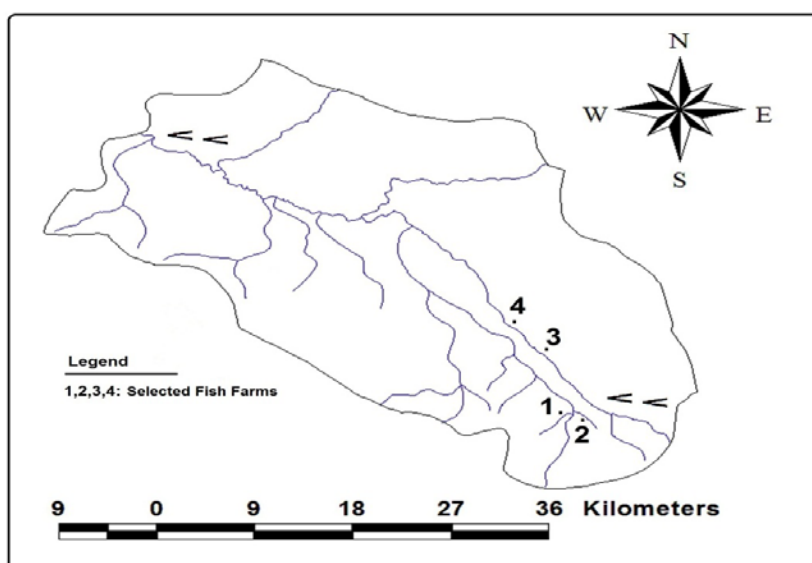 N
W E
S
4
3
1
2
Legend
1,2,3,4: Selected Fish Farms
9 0 9 18 27 36 Kilometers